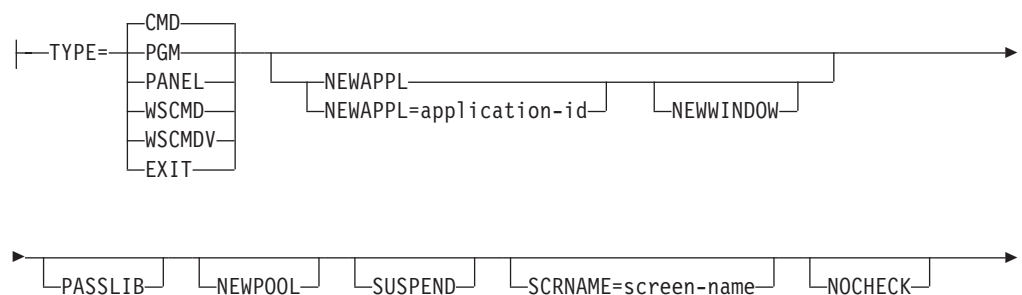 CMD
TYPE= PGM
PANEL NEWAPPL
WSCMD NEWAPPL=application-id NEWWINDOW
WSCMDV
EXIT
PASSLIB NEWPOOL SUSPEND SCRNAME=screen-name NOCHECK